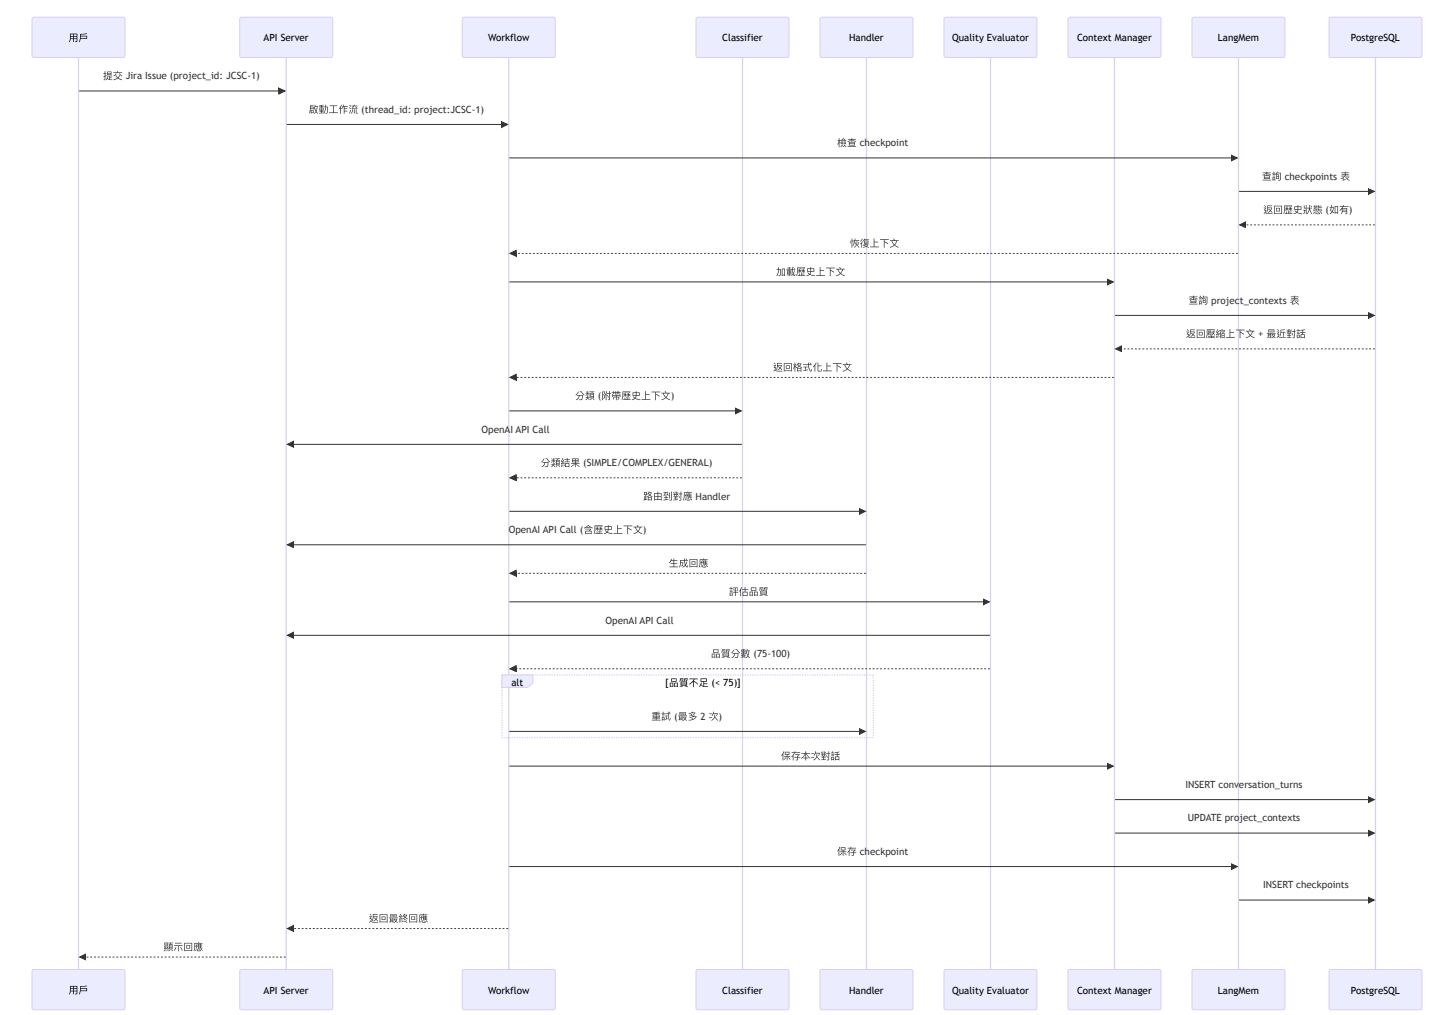 用戶
API Server
Workflow
Classifier
Handler
Quality Evaluator
Context Manager
LangMem
PostgreSQL
提交 Jira Issue (project_id: JCSC-1)
啟動工作流 (thread_id: project:JCSC-1)
檢查 checkpoint
查詢 checkpoints 表
返回歷史狀態 (如有)
恢復上下文
加載歷史上下文
查詢 project_contexts 表
返回壓縮上下文 + 最近對話
返回格式化上下文
分類 (附帶歷史上下文)
OpenAI API Call
分類結果 (SIMPLE/COMPLEX/GENERAL)
路由到對應 Handler
OpenAI API Call (含歷史上下文)
生成回應
評估品質
OpenAI API Call
品質分數 (75-100)
alt
[品質不足 (< 75)]
重試 (最多 2 次)
保存本次對話
INSERT conversation_turns
UPDATE project_contexts
保存 checkpoint
INSERT checkpoints
返回最終回應
顯示回應
用戶
API Server
Workflow
Classifier
Handler
Quality Evaluator
Context Manager
LangMem
PostgreSQL